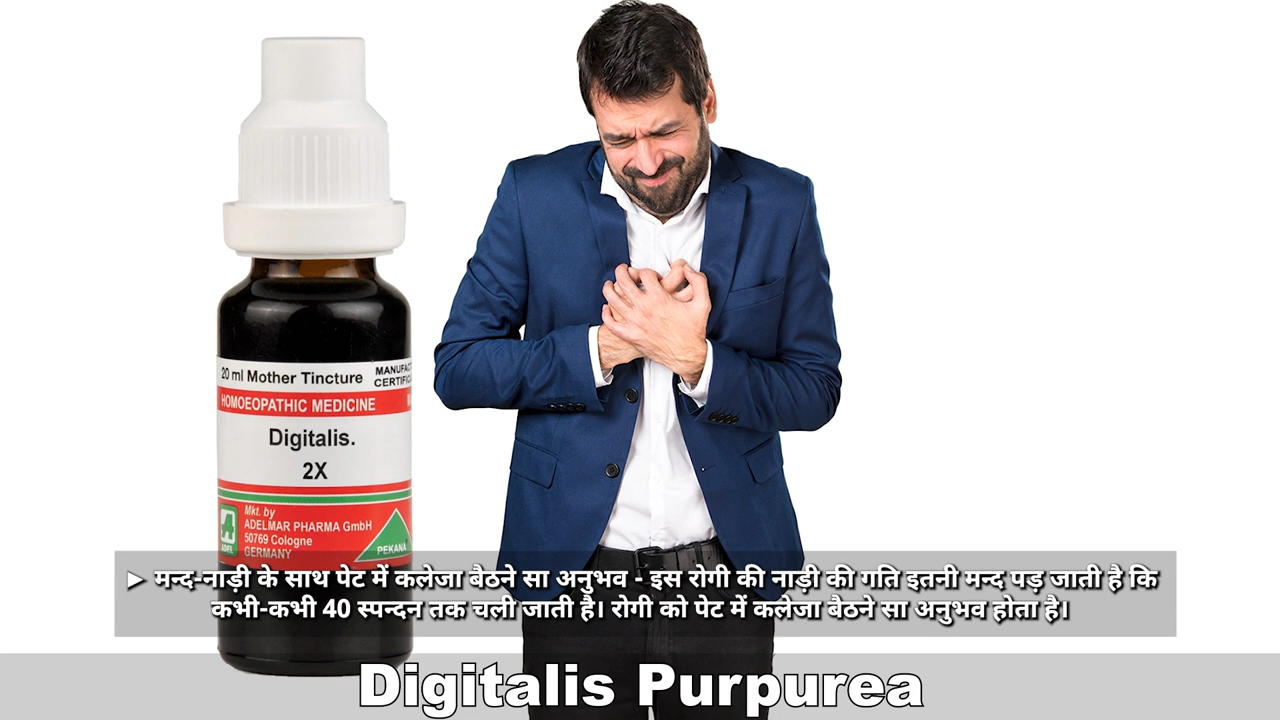 20 ml Mother Tincture
MANUFAC
CERTIFIC
HOMOEOPATHIC MEDICINE
Digitalis.
2X
Mkt. by
ADELMAR PHARMA GmbH
50769 Cologne
GERMANY
ADEL
PEKANA
► मन्द-नाड़ी के साथ पेट में कलेजा बैठने सा अनुभव - इस रोगी की नाड़ी की गति इतनी मन्द पड़ जाती है कि
कभी-कभी 40 स्पन्दन तक चली जाती है। रोगी को पेट में कलेजा बैठने सा अनुभव होता है।
Digitalis Purpurea